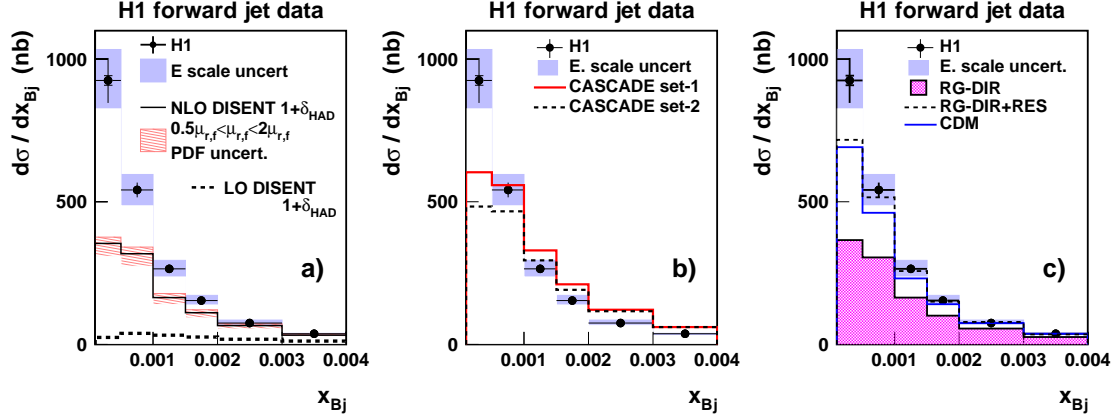 H1 forward jet data
dσ / dx_Bj (nb)
1000
500
0
H1
E scale uncert
NLO DISENT 1+δ_HAD
0.5μ_r,f<μ_r,f<2μ_r,f
PDF uncert.
LO DISENT
1+δ_HAD
a)
0.001 0.002 0.003 0.004
x_Bj
H1 forward jet data
dσ / dx_Bj (nb)
1000
500
0
H1
E. scale uncert
CASCADE set-1
CASCADE set-2
b)
0.001 0.002 0.003 0.004
x_Bj
H1 forward jet data
dσ / dx_Bj (nb)
1000
500
0
H1
E. scale uncert.
RG-DIR
RG-DIR+RES
CDM
c)
0.001 0.002 0.003 0.004
x_Bj